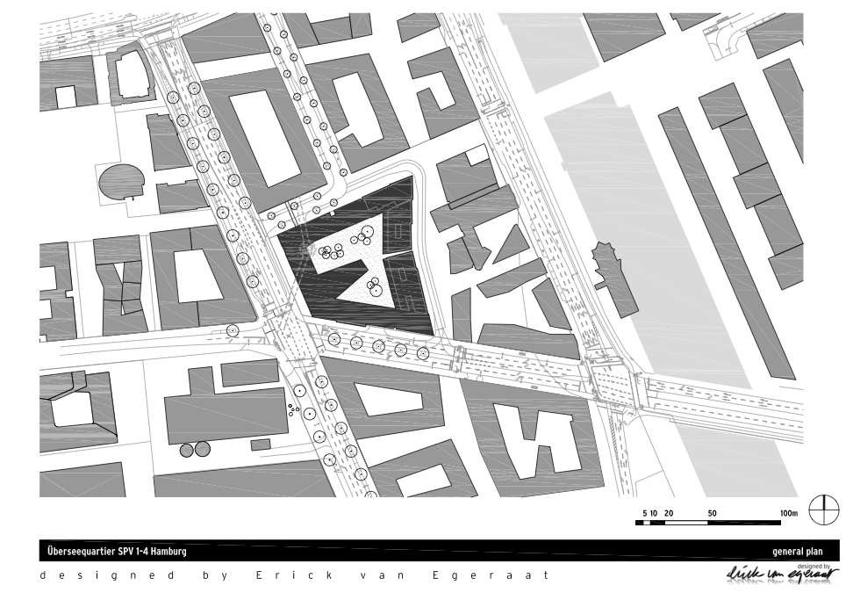 5 10 20 50 100m
Überseequartier SPV 1-4 Hamburg general plan
designed by Erick van Egeraat
designed by
erick van egeraat